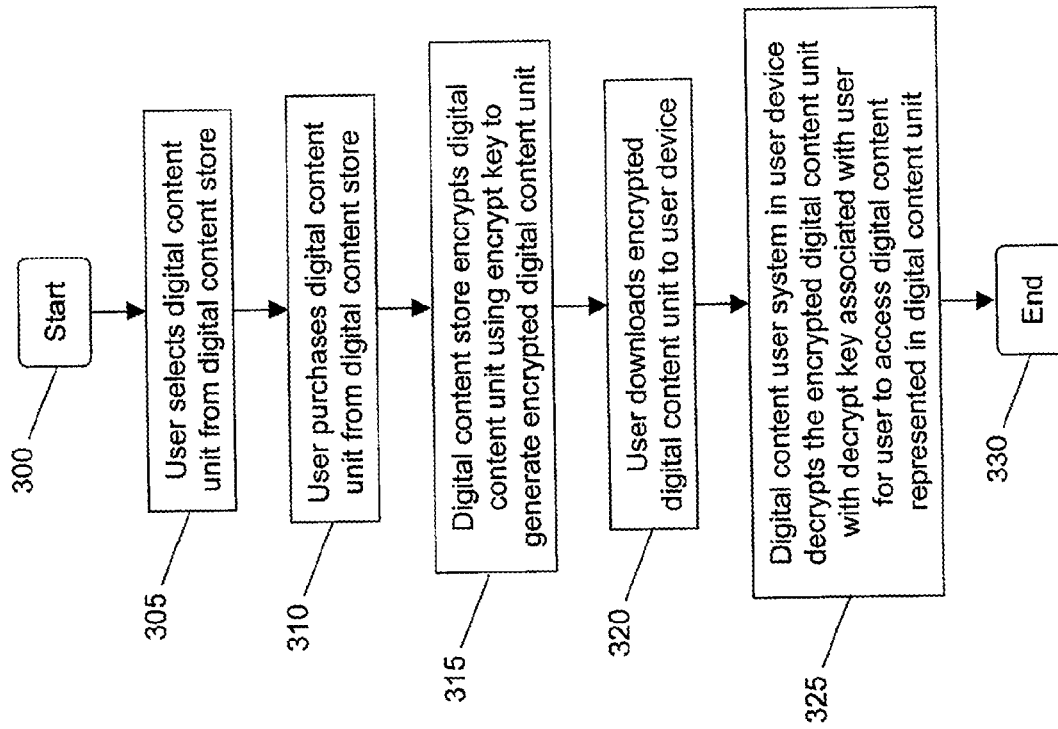 Start
300
User selects digital content
unit from digital content store
305
User purchases digital content
unit from digital content store
310
Digital content store encrypts digital
content unit using encrypt key to
generate encrypted digital content unit
315
User downloads encrypted
digital content unit to user device
320
Digital content user system in user device
decrypts the encrypted digital content unit
with decrypt key associated with user
for user to access digital content
represented in digital content unit
325
End
330